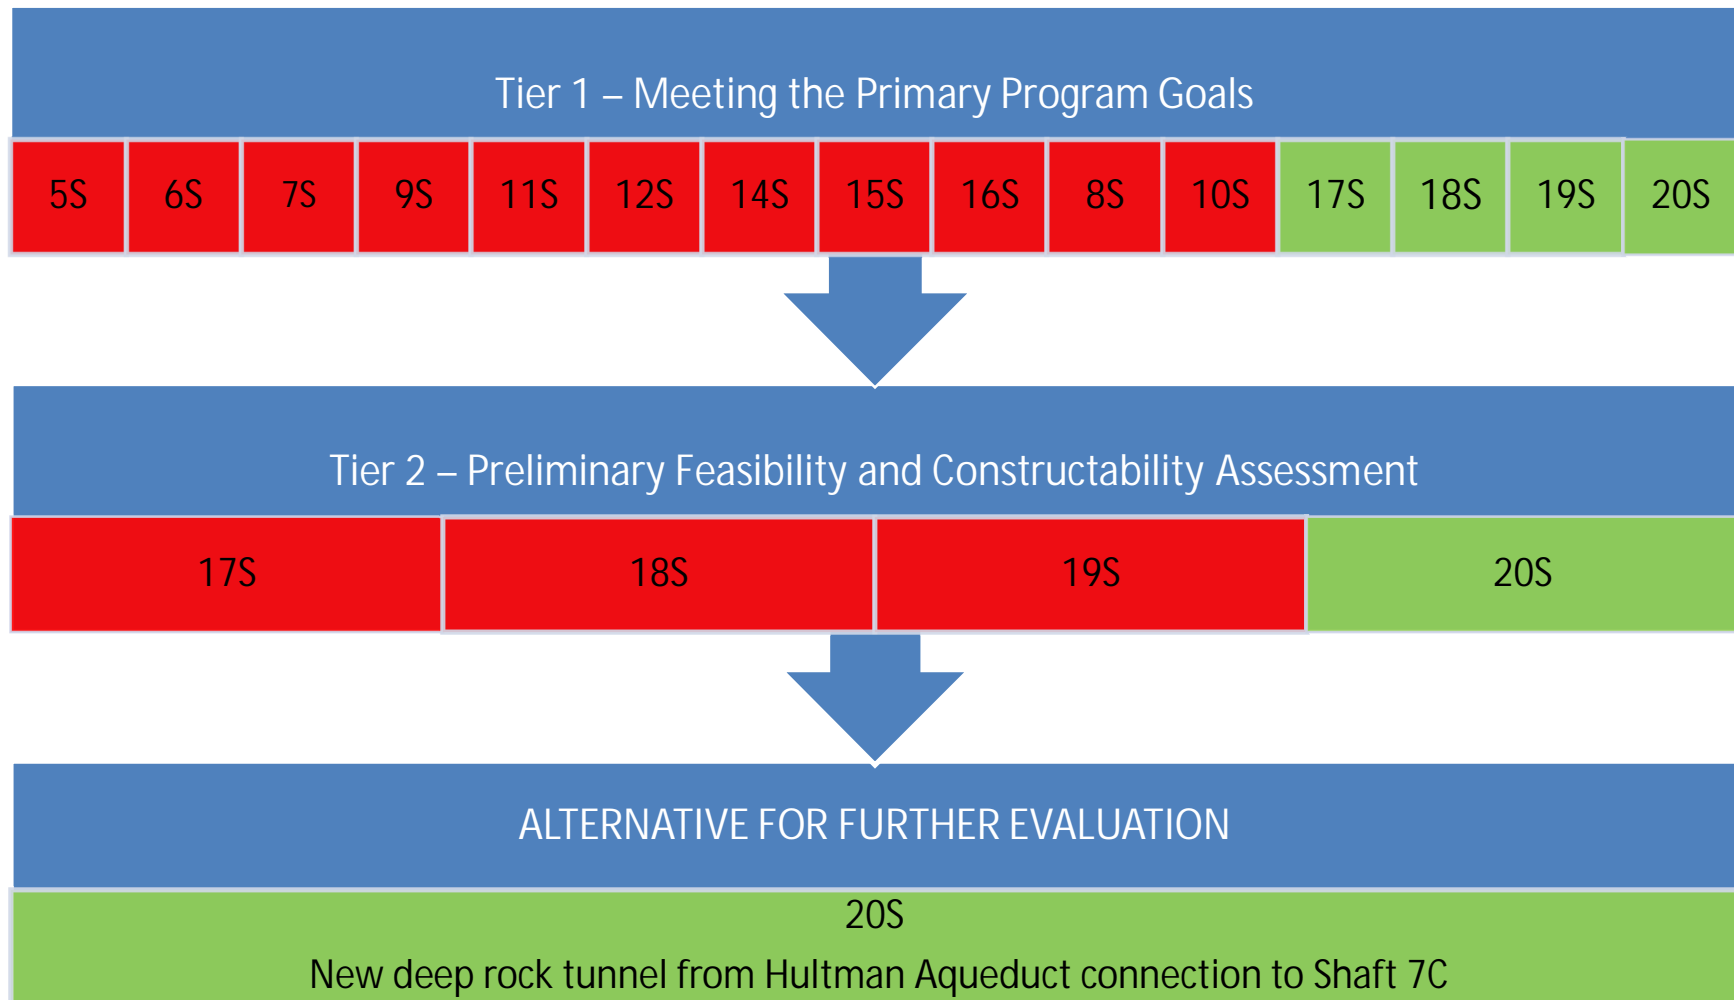 Tier 1 – Meeting the Primary Program Goals
5S 6S 7S 9S 11S 12S 14S 15S 16S 8S 10S 17S 18S 19S 20S
Tier 2 – Preliminary Feasibility and Constructability Assessment
17S 18S 19S 20S
ALTERNATIVE FOR FURTHER EVALUATION
20S
New deep rock tunnel from Hultman Aqueduct connection to Shaft 7C